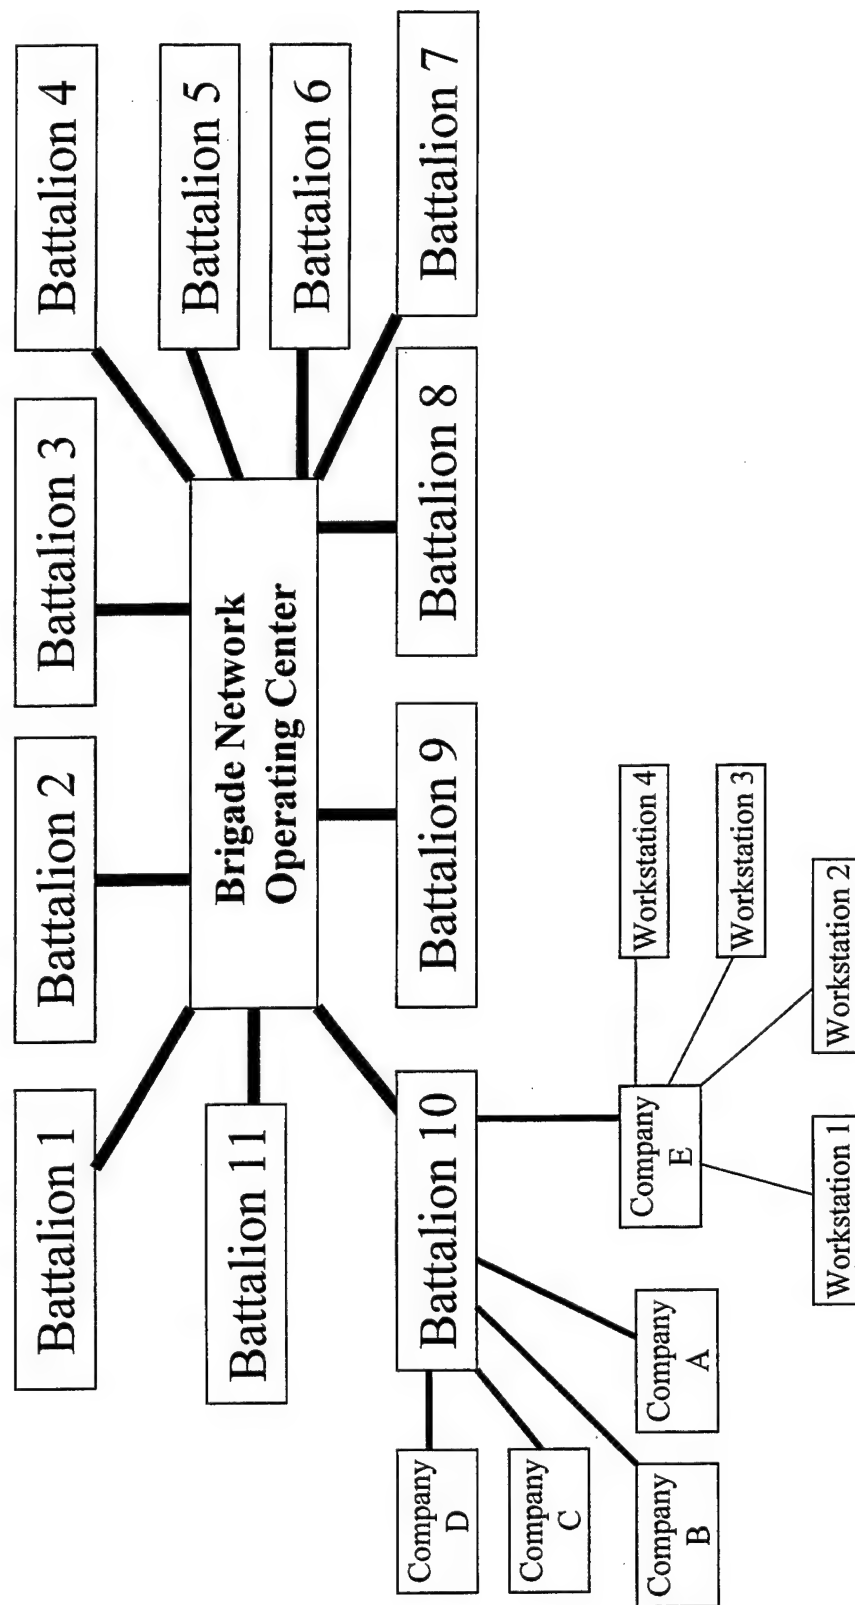 Battalion 1
Battalion 2
Battalion 3
Battalion 4
Battalion 5
Battalion 6
Battalion 7
Battalion 8
Battalion 9
Battalion 10
Battalion 11
Brigade Network
Operating Center
Company
D
Company
C
Company
B
Company
A
Company
E
Workstation 4
Workstation 3
Workstation 2
Workstation 1